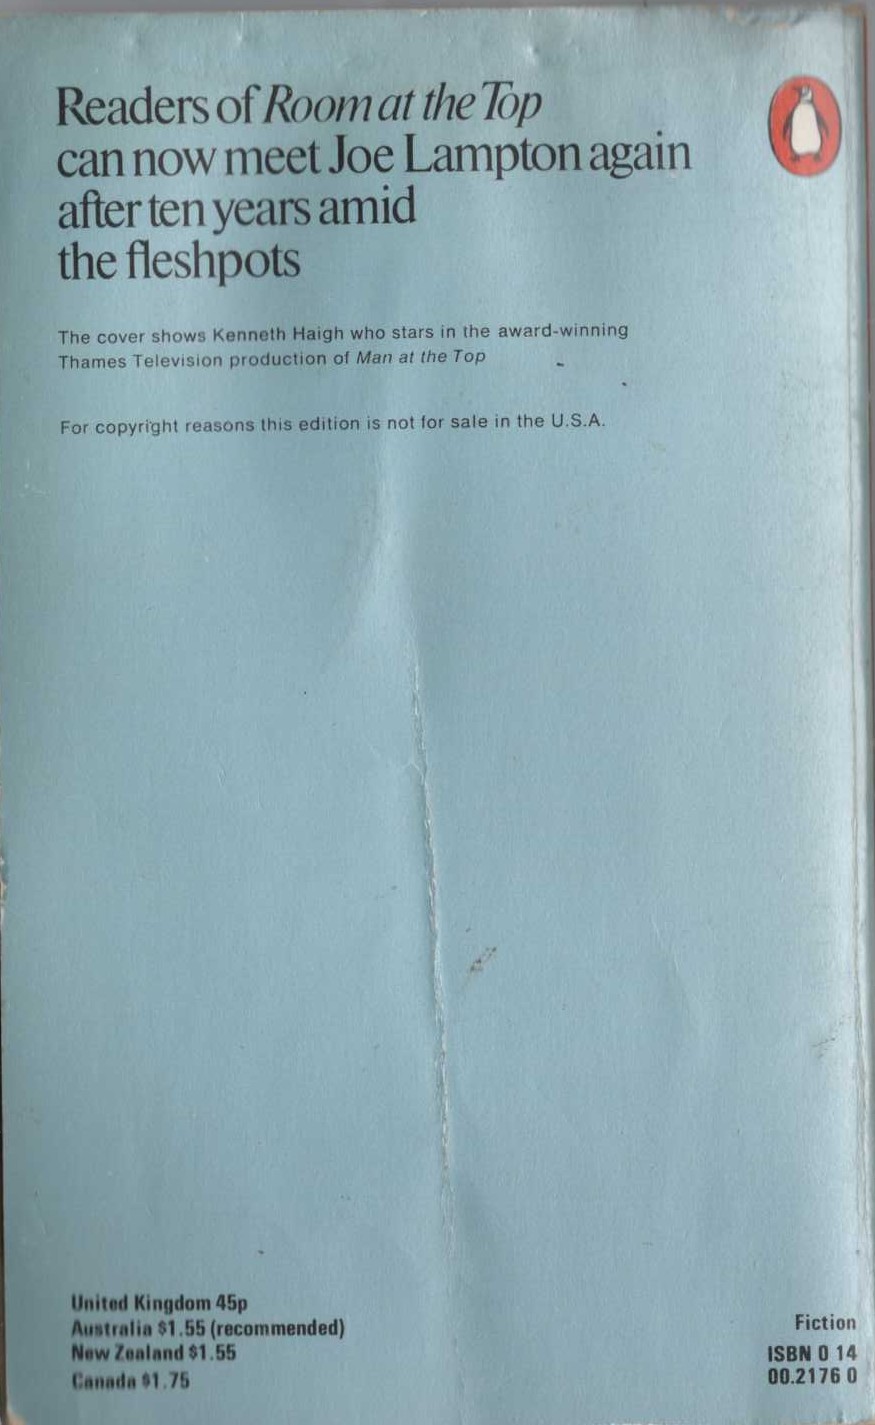 Readers of Room at the Top
can now meet Joe Lampton again
after ten years amid
the fleshpots
The cover shows Kenneth Haigh who stars in the award-winning
Thames Television production of Man at the Top
For copyright reasons this edition is not for sale in the U.S.A.
United Kingdom 45p
Australia $1.55 (recommended)
New Zealand $1.55
Canada $1.75
Fiction
ISBN 0 14
00.2176 0